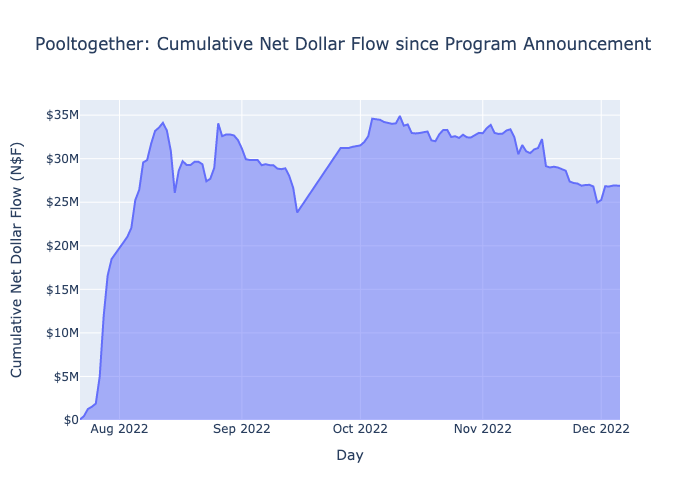 Pooltogether: Cumulative Net Dollar Flow since Program Announcement
Cumulative Net Dollar Flow (N$F)
$35M
$30M
$25M
$20M
$15M
$10M
$5M
$0
Aug 2022 Sep 2022 Oct 2022 Nov 2022 Dec 2022
Day